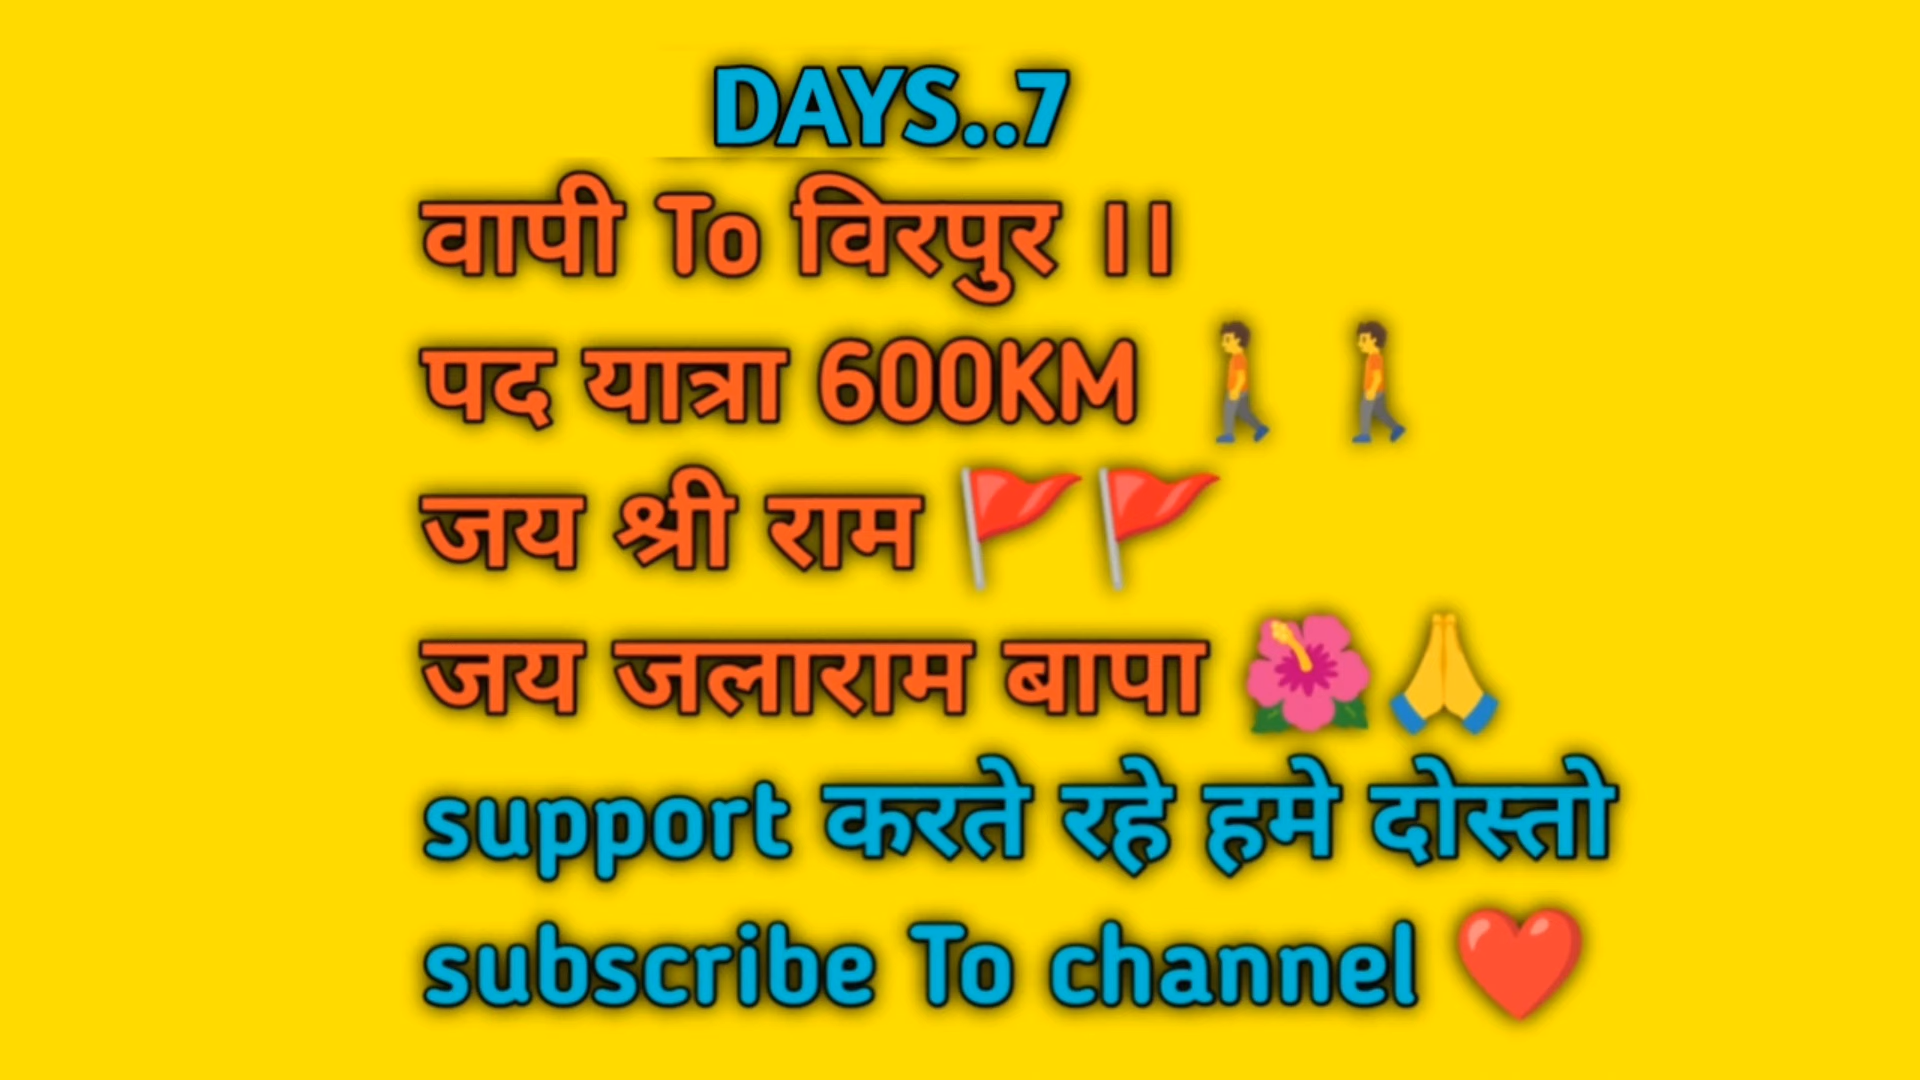 DAYS..7
वापी To विरपुर ।।
पद यात्रा 600KM 🚶 🚶
जय श्री राम 🚩🚩
जय जलाराम बापा 🌺🙏
support करते रहे हमे दोस्तो
subscribe To channel ❤️